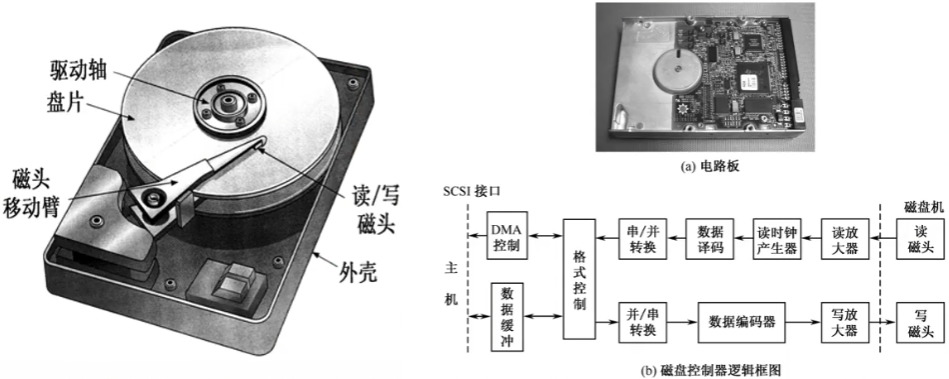 驱动轴
盘片
磁头
移动臂
读/写
磁头
外壳
(a) 电路板
SCSI 接口
磁盘机
主
机
DMA
控制
数
据
缓
冲
格
式
控
制
串/并
转换
数据
译码
读时钟
产生器
读放
大器
读
磁头
并/串
转换
数据编码器
写放
大器
写
磁头
(b) 磁盘控制器逻辑框图